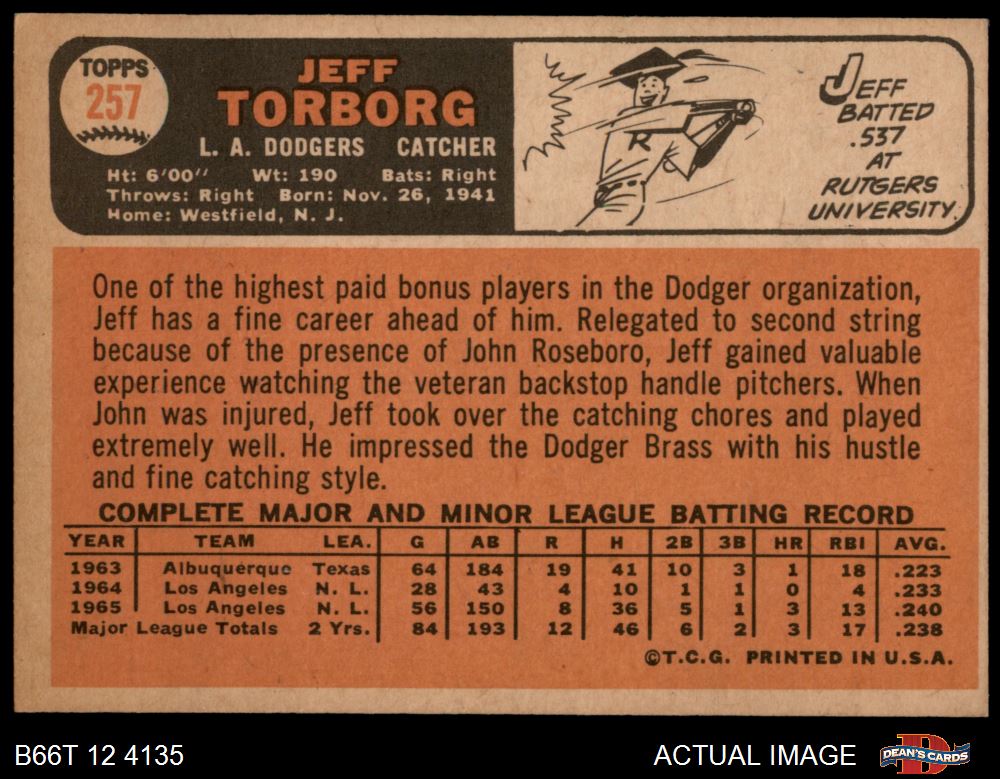 TOPPS
257
JEFF
TORBORG
L. A. DODGERS CATCHER
Ht: 6'00" Wt: 190 Bats: Right
Throws: Right Born: Nov. 26, 1941
Home: Westfield, N. J.
R
JEFF
BATTED
.537
AT
RUTGERS
UNIVERSITY.
One of the highest paid bonus players in the Dodger organization,
Jeff has a fine career ahead of him. Relegated to second string
because of the presence of John Roseboro, Jeff gained valuable
experience watching the veteran backstop handle pitchers. When
John was injured, Jeff took over the catching chores and played
extremely well. He impressed the Dodger Brass with his hustle
and fine catching style.
COMPLETE MAJOR AND MINOR LEAGUE BATTING RECORD
YEAR TEAM LEA. G AB R H 2B 3B HR RBI AVG.
1963 Albuquerque Texas 64 184 19 41 10 3 1 18 .223
1964 Los Angeles N. L. 28 43 4 10 1 1 0 4 .233
1965 Los Angeles N. L. 56 150 8 36 5 1 3 13 .240
Major League Totals 2 Yrs. 84 193 12 46 6 2 3 17 .238
©T.C.G. PRINTED IN U.S.A.
B66T 12 4135
ACTUAL IMAGE
DEAN'S CARDS